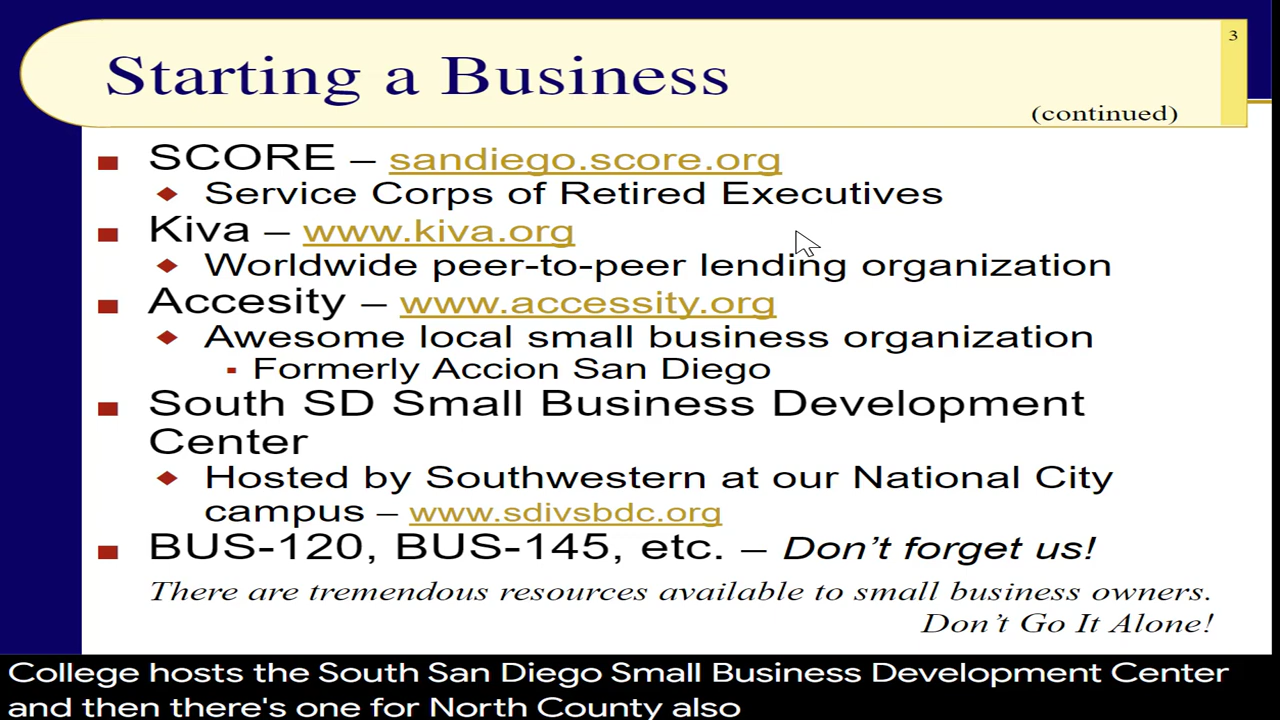 3
Starting a Business
(continued)
SCORE – sandiego.score.org
Service Corps of Retired Executives
Kiva – www.kiva.org
Worldwide peer-to-peer lending organization
Accesity – www.accessity.org
Awesome local small business organization
Formerly Accion San Diego
South SD Small Business Development
Center
Hosted by Southwestern at our National City
campus – www.sdivsbdc.org
BUS-120, BUS-145, etc. – Don't forget us!
There are tremendous resources available to small business owners.
Don't Go It Alone!
College hosts the South San Diego Small Business Development Center
and then there's one for North County also